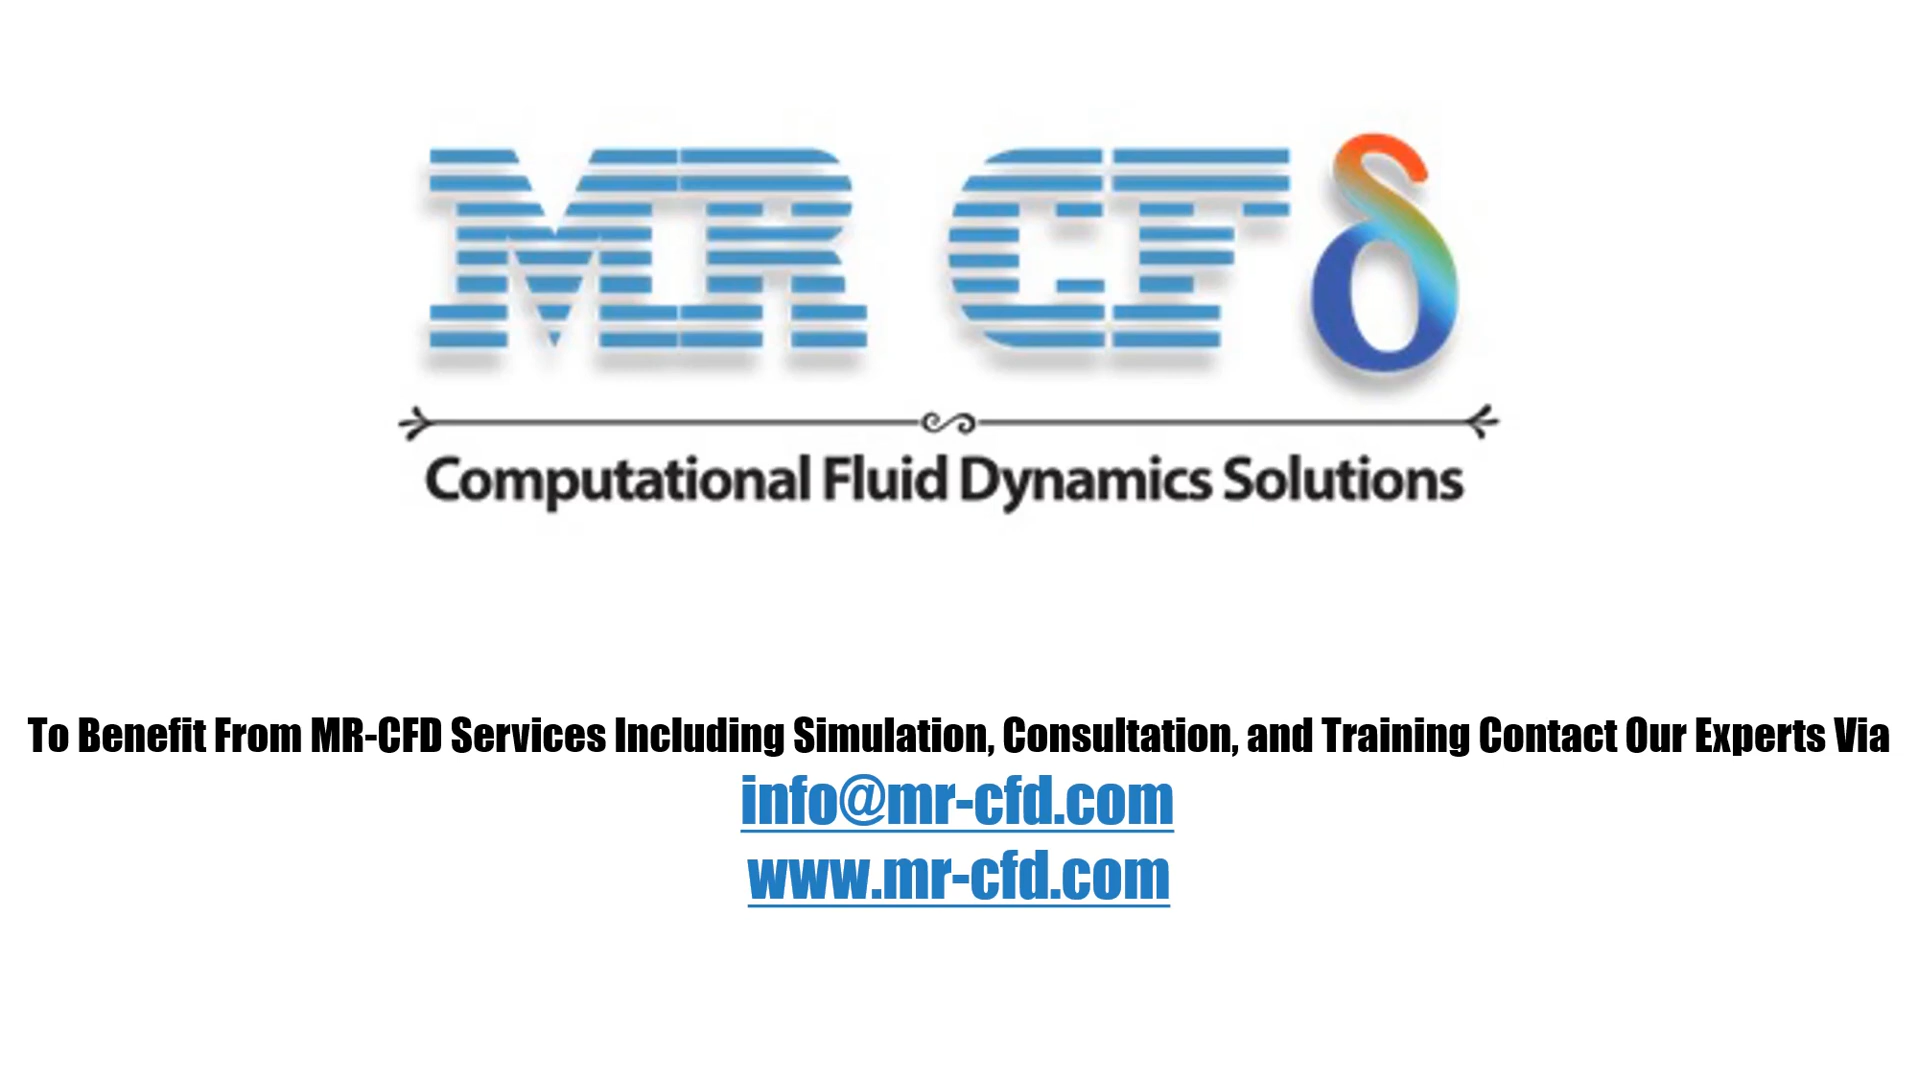 MR CFδ
Computational Fluid Dynamics Solutions
To Benefit From MR-CFD Services Including Simulation, Consultation, and Training Contact Our Experts Via
info@mr-cfd.com
www.mr-cfd.com